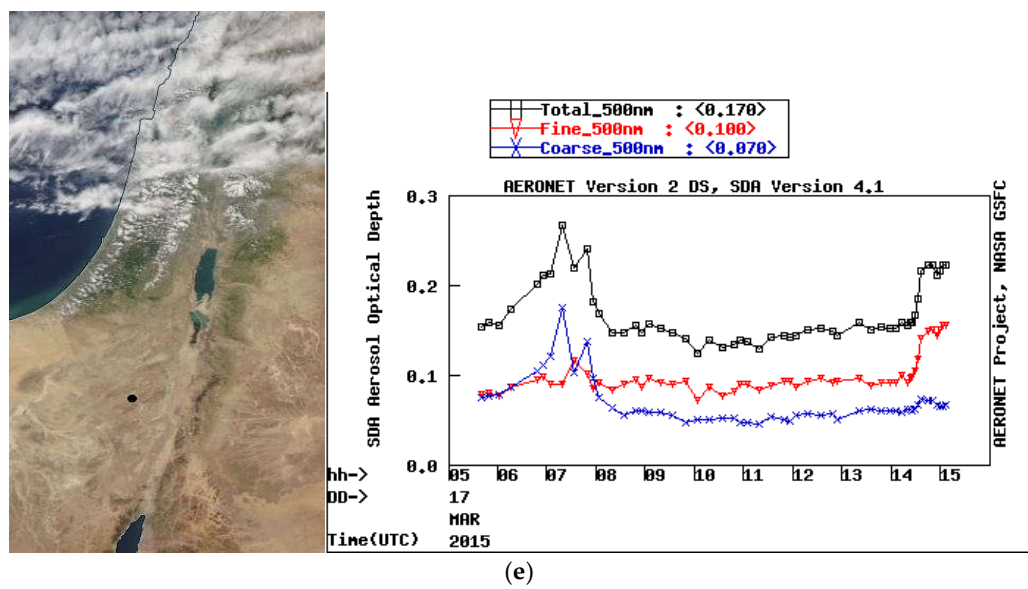 Total_500nm : <0.170>
Fine_500nm : <0.100>
Coarse_500nm : <0.070>
AERONET Version 2 DS, SDA Version 4.1
SDA Aerosol Optical Depth
0.3
0.2
0.1
0.0
AERONET Project, NASA GSFC
hh-> 05 06 07 08 09 10 11 12 13 14 15
DD-> 17
MAR
Time(UTC) 2015
(e)